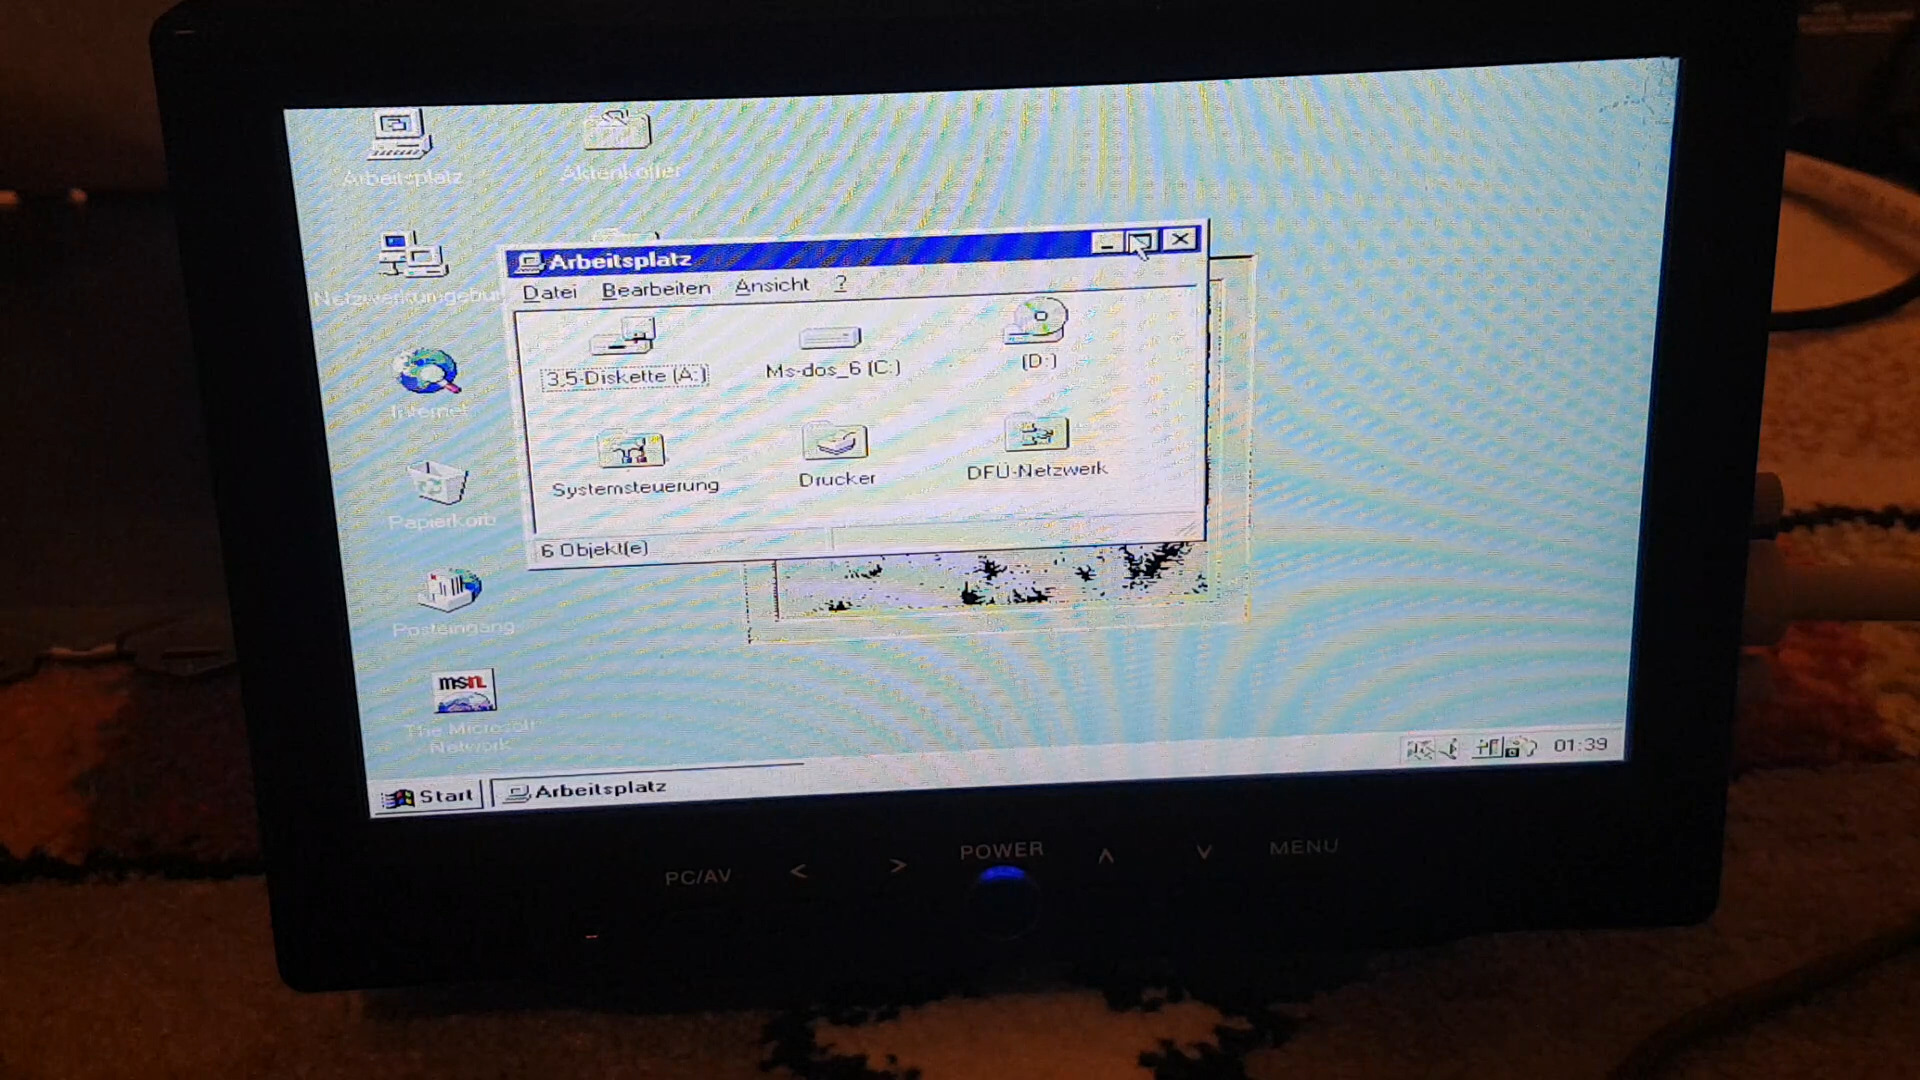 Arbeitsplatz
Aktenkoffer
Netzwerkumgebun
Internet
Papierkorb
Posteingang
msn
The Microsoft
Network
Arbeitsplatz
Datei Bearbeiten Ansicht ?
3,5-Diskette (A:) Ms-dos_6 (C:) (D:)
Systemsteuerung Drucker DFÜ-Netzwerk
6 Objekt(e)
Start Arbeitsplatz 01:39
PC/AV < > POWER ∧ ∨ MENU